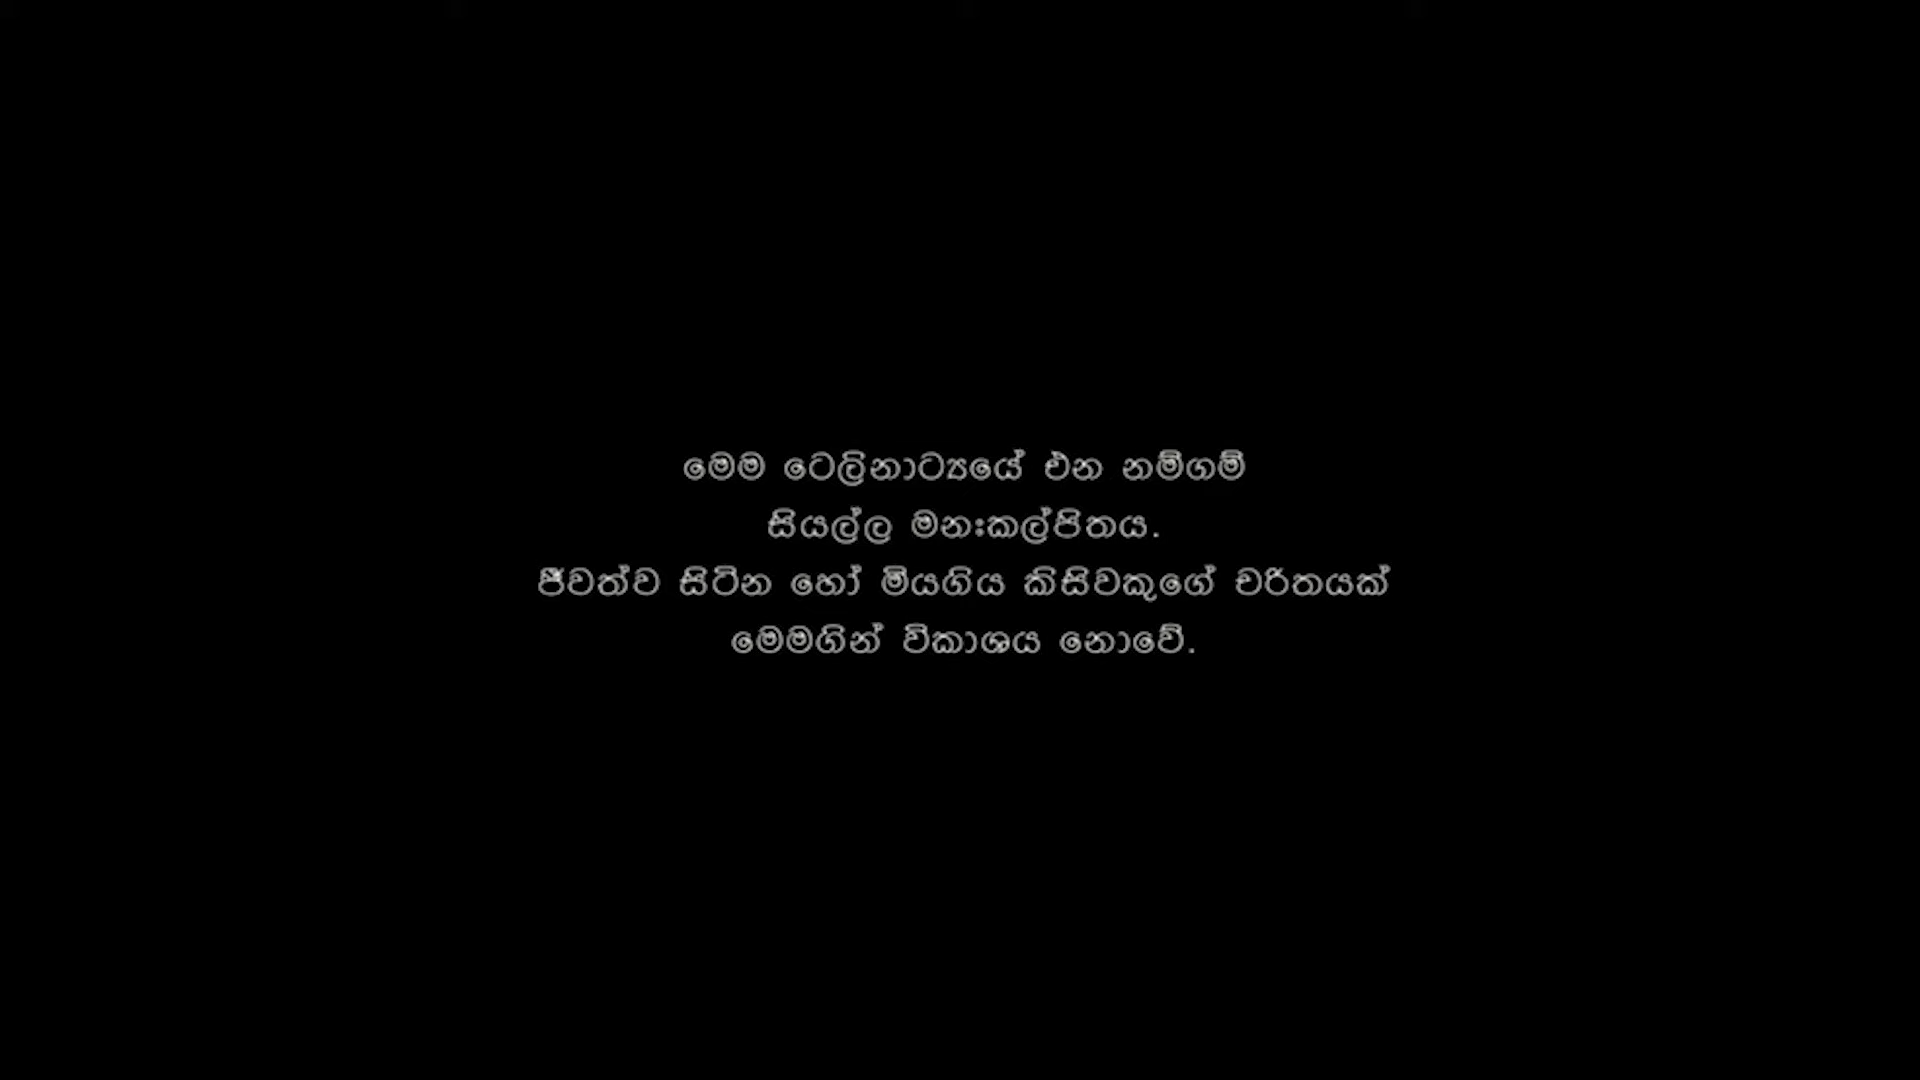 මෙම ටෙලිනාට්‍යයේ එන නම්ගම්
සියල්ල මනඃකල්පිතය.
ජීවත්ව සිටින හෝ මියගිය කිසිවකුගේ චරිතයක්
මෙමගින් විකාශය නොවේ.